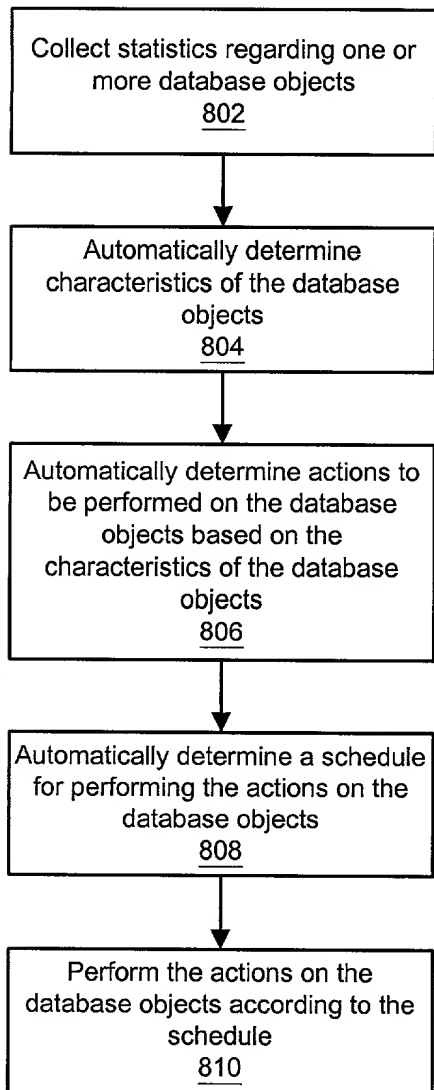 Collect statistics regarding one or
more database objects
802
Automatically determine
characteristics of the database
objects
804
Automatically determine actions to
be performed on the database
objects based on the
characteristics of the database
objects
806
Automatically determine a schedule
for performing the actions on the
database objects
808
Perform the actions on the
database objects according to the
schedule
810